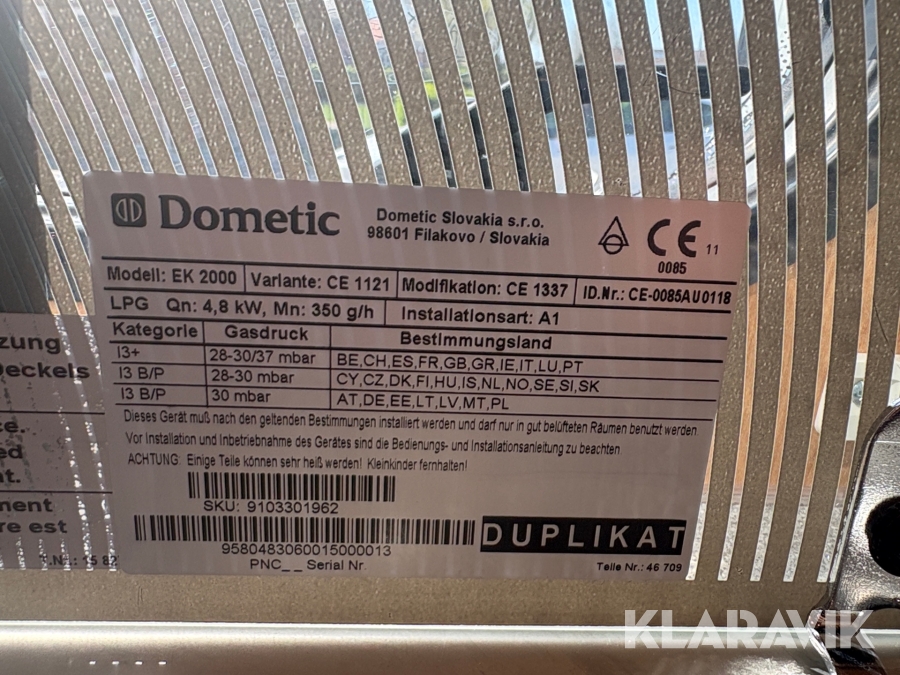 Dometic
Dometic Slovakia s.r.o.
98601 Filakovo / Slovakia
CE 11
0085
Modell: EK 2000 Variante: CE 1121 Modifikation: CE 1337 ID.Nr.: CE-0085AU0118
LPG Qn: 4,8 kW, Mn: 350 g/h Installationsart: A1
Kategorie Gasdruck Bestimmungsland
I3+ 28-30/37 mbar BE,CH,ES,FR,GB,GR,IE,IT,LU,PT
I3 B/P 28-30 mbar CY,CZ,DK,FI,HU,IS,NL,NO,SE,SI,SK
I3 B/P 30 mbar AT,DE,EE,LT,LV,MT,PL
Dieses Gerät muß nach den geltenden Bestimmungen installiert werden und darf nur in gut belüfteten Räumen benutzt werden
Vor Installation und Inbetriebnahme des Gerätes sind die Bedienungs- und Installationsanleitung zu beachten
ACHTUNG: Einige Teile können sehr heiß werden! Kleinkinder fernhalten!
SKU: 9103301962
DUPLIKAT
9580483060015000013
PNC_ _ Serial Nr.
Teile Nr.: 46 709
zung
Deckels
ed
nt.
ment
re est
KLARAVIK